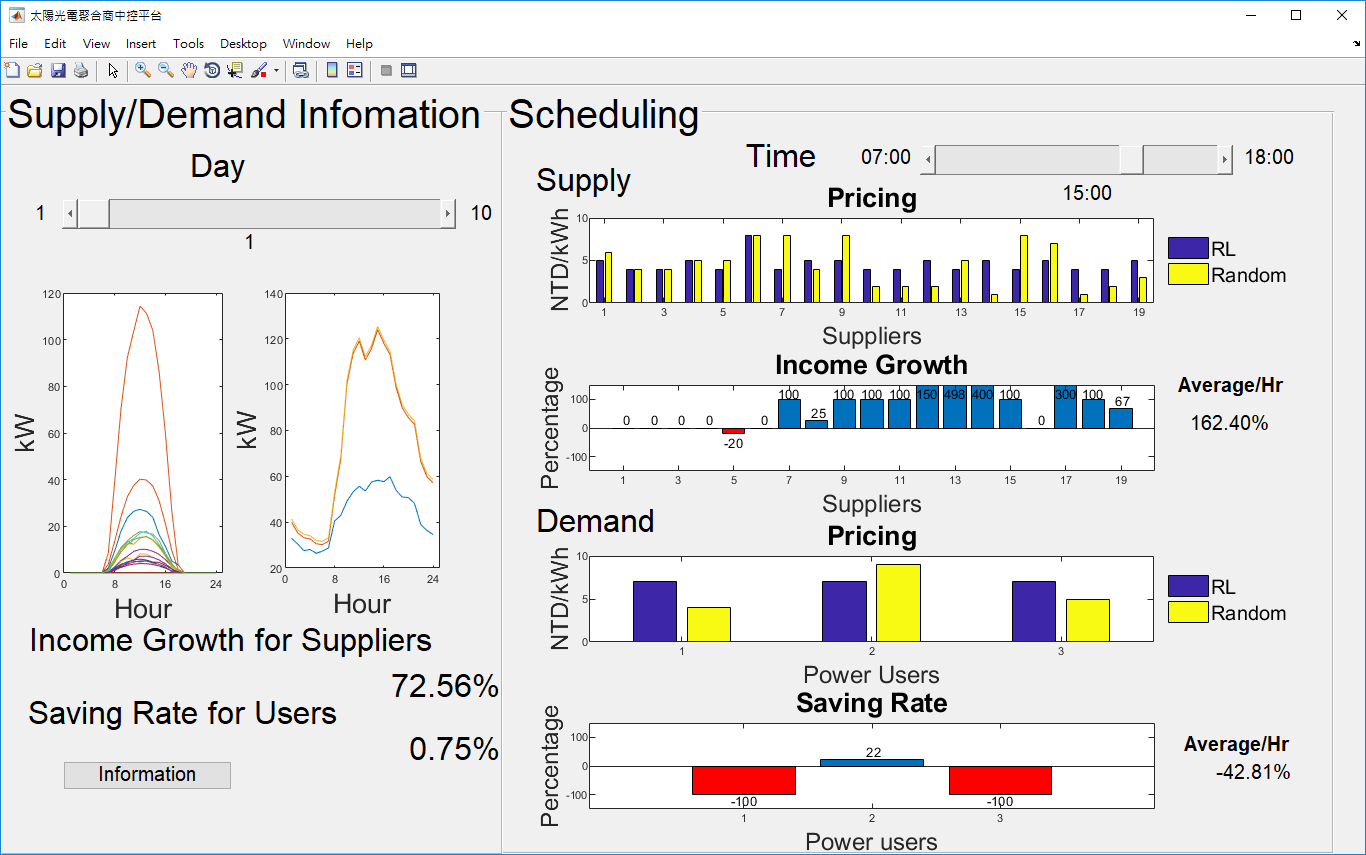 太陽光電聚合商中控平台
File Edit View Insert Tools Desktop Window Help
Supply/Demand Infomation
Day
1 10
1
120
100
80
60
40
20
0
0 8 16 24
kW
Hour
140
120
100
80
60
40
20
0 8 16 24
kW
Hour
Income Growth for Suppliers
72.56%
Saving Rate for Users
0.75%
Information
Scheduling
Time 07:00 18:00
15:00
Supply
Pricing
NTD/kWh
10
5
0
1 3 5 7 9 11 13 15 17 19
Suppliers
RL
Random
Income Growth
Percentage
100
0
-100
0 0 0 0 -20 0 100 25 100 100 100 150 498 400 100 0 300 100 67
1 3 5 7 9 11 13 15 17 19
Suppliers
Average/Hr
162.40%
Demand
Pricing
NTD/kWh
10
5
0
1 2 3
Power Users
RL
Random
Saving Rate
Percentage
100
0
-100
-100 22 -100
1 2 3
Power users
Average/Hr
-42.81%